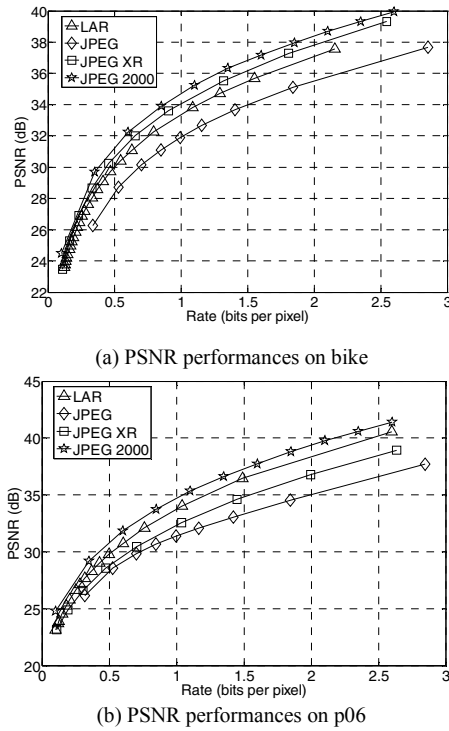 40
38
36
34
32
30
28
26
24
22
PSNR (dB)
LAR
JPEG
JPEG XR
JPEG 2000
0 0.5 1 1.5 2 2.5 3
Rate (bits per pixel)
(a) PSNR performances on bike
45
40
35
30
25
20
PSNR (dB)
LAR
JPEG
JPEG XR
JPEG 2000
0 0.5 1 1.5 2 2.5 3
Rate (bits per pixel)
(b) PSNR performances on p06